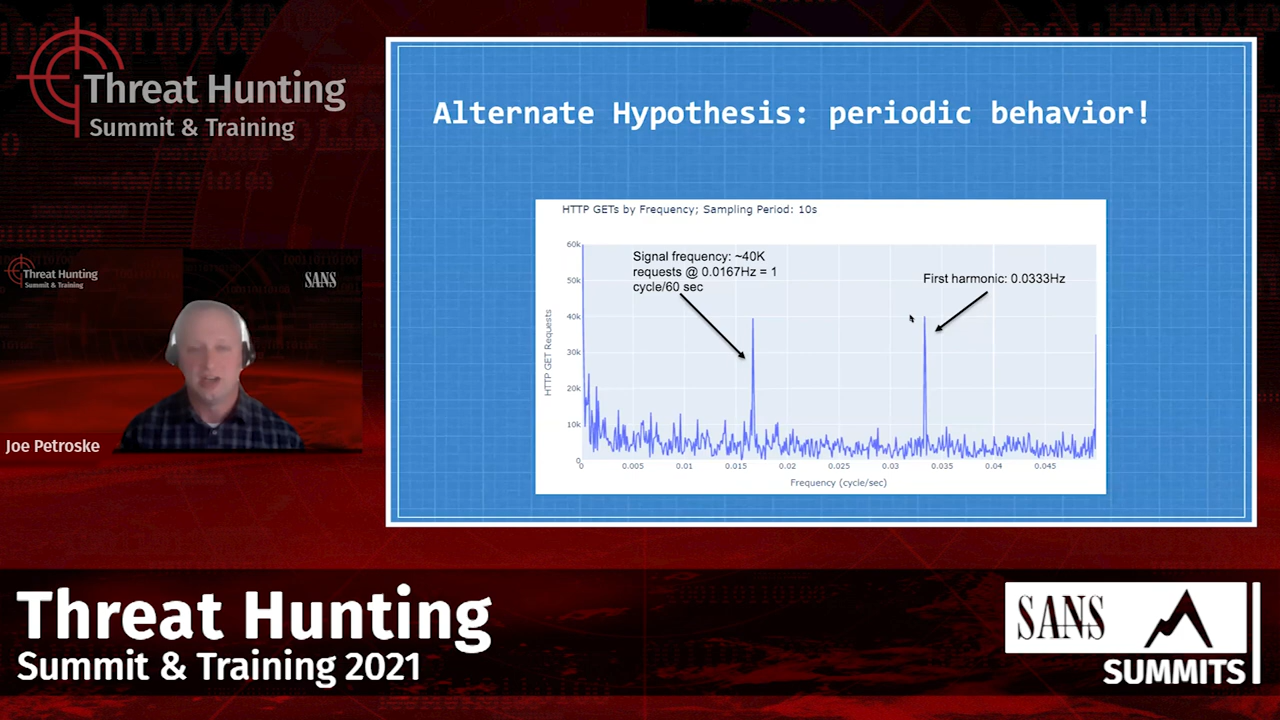 Threat Hunting
Summit & Training
Alternate Hypothesis: periodic behavior!
HTTP GETs by Frequency; Sampling Period: 10s
Signal frequency: ~40K
requests @ 0.0167Hz = 1
cycle/60 sec
First harmonic: 0.0333Hz
HTTP GET Requests
60k
50k
40k
30k
20k
10k
0
0
0.005
0.01
0.015
0.02
0.025
0.03
0.035
0.04
0.045
Frequency (cycle/sec)
Threat Hunting
Summit & Training
SANS
Joe Petroske
Threat Hunting
Summit & Training 2021
SANS
SUMMITS